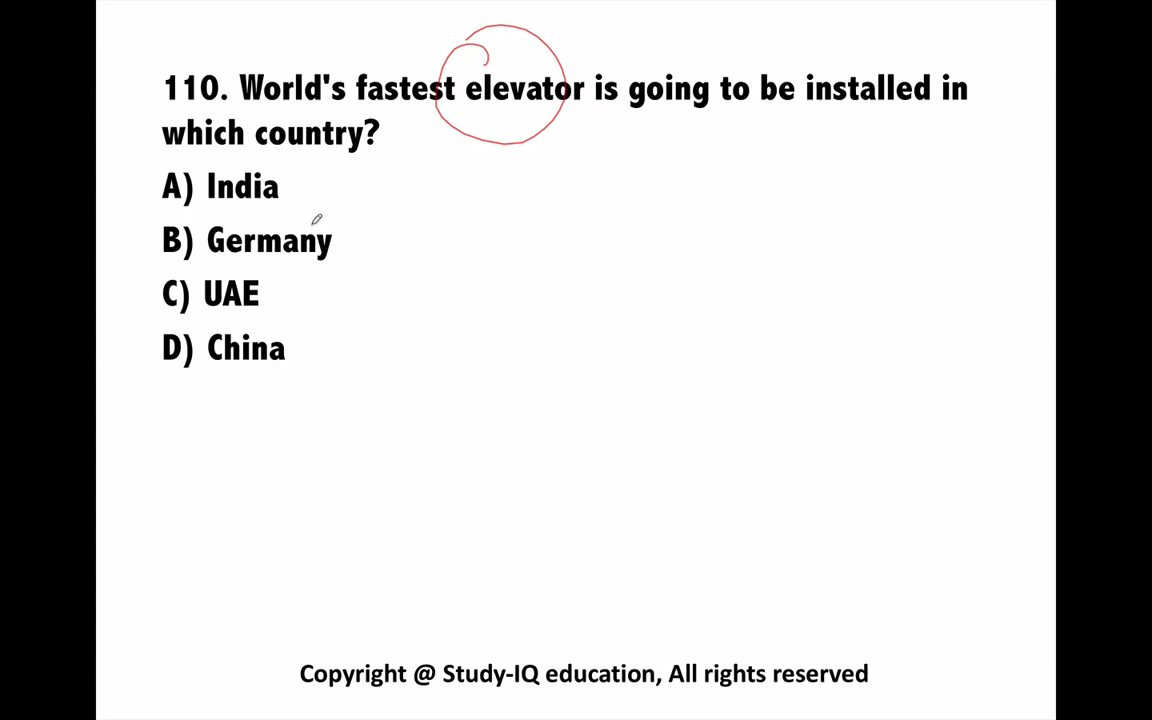 110. World's fastest elevator is going to be installed in
which country?
A) India
B) Germany
C) UAE
D) China
Copyright @ Study-IQ education, All rights reserved